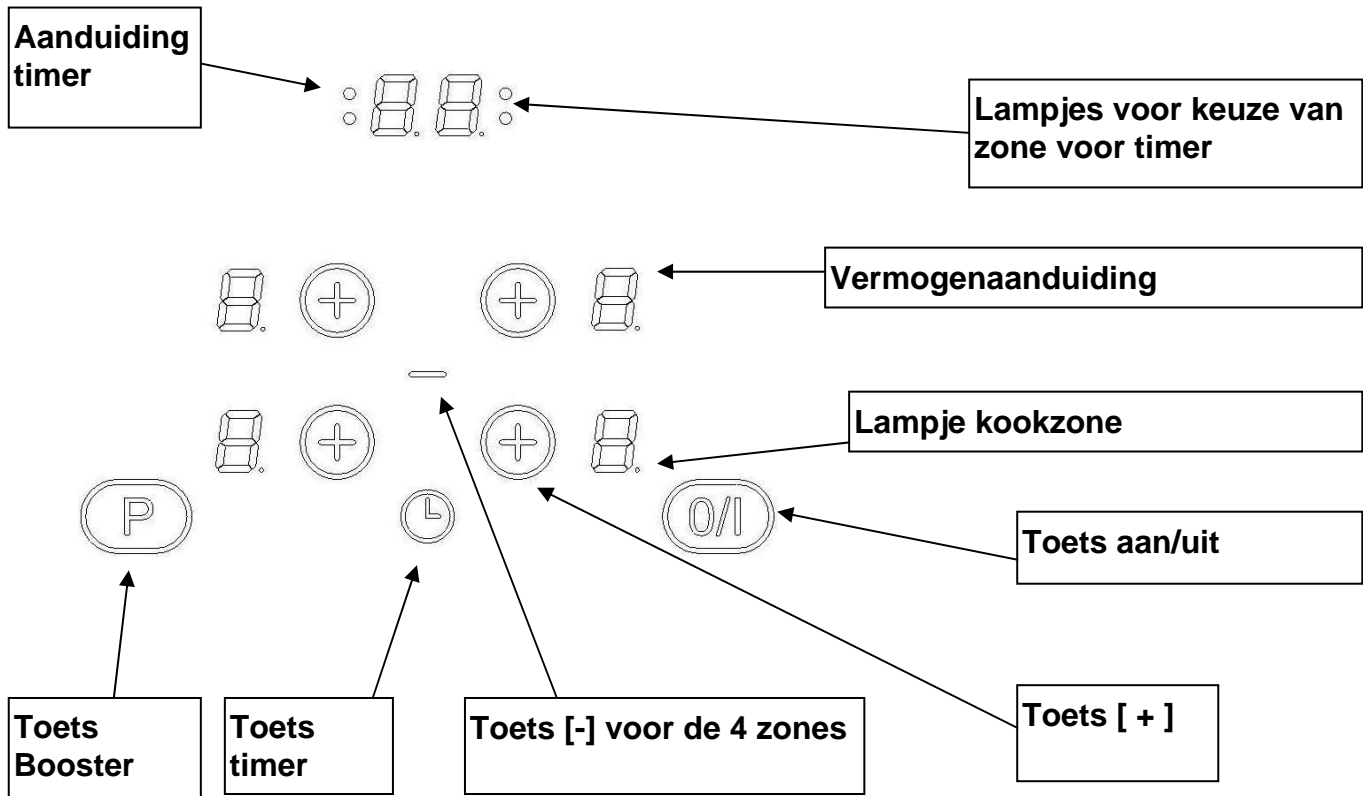 Aanduiding
timer
Lampjes voor keuze van
zone voor timer
Vermogenaanduiding
Lampje kookzone
P
0/I
Toets aan/uit
Toets
Booster
Toets
timer
Toets [-] voor de 4 zones
Toets [ + ]